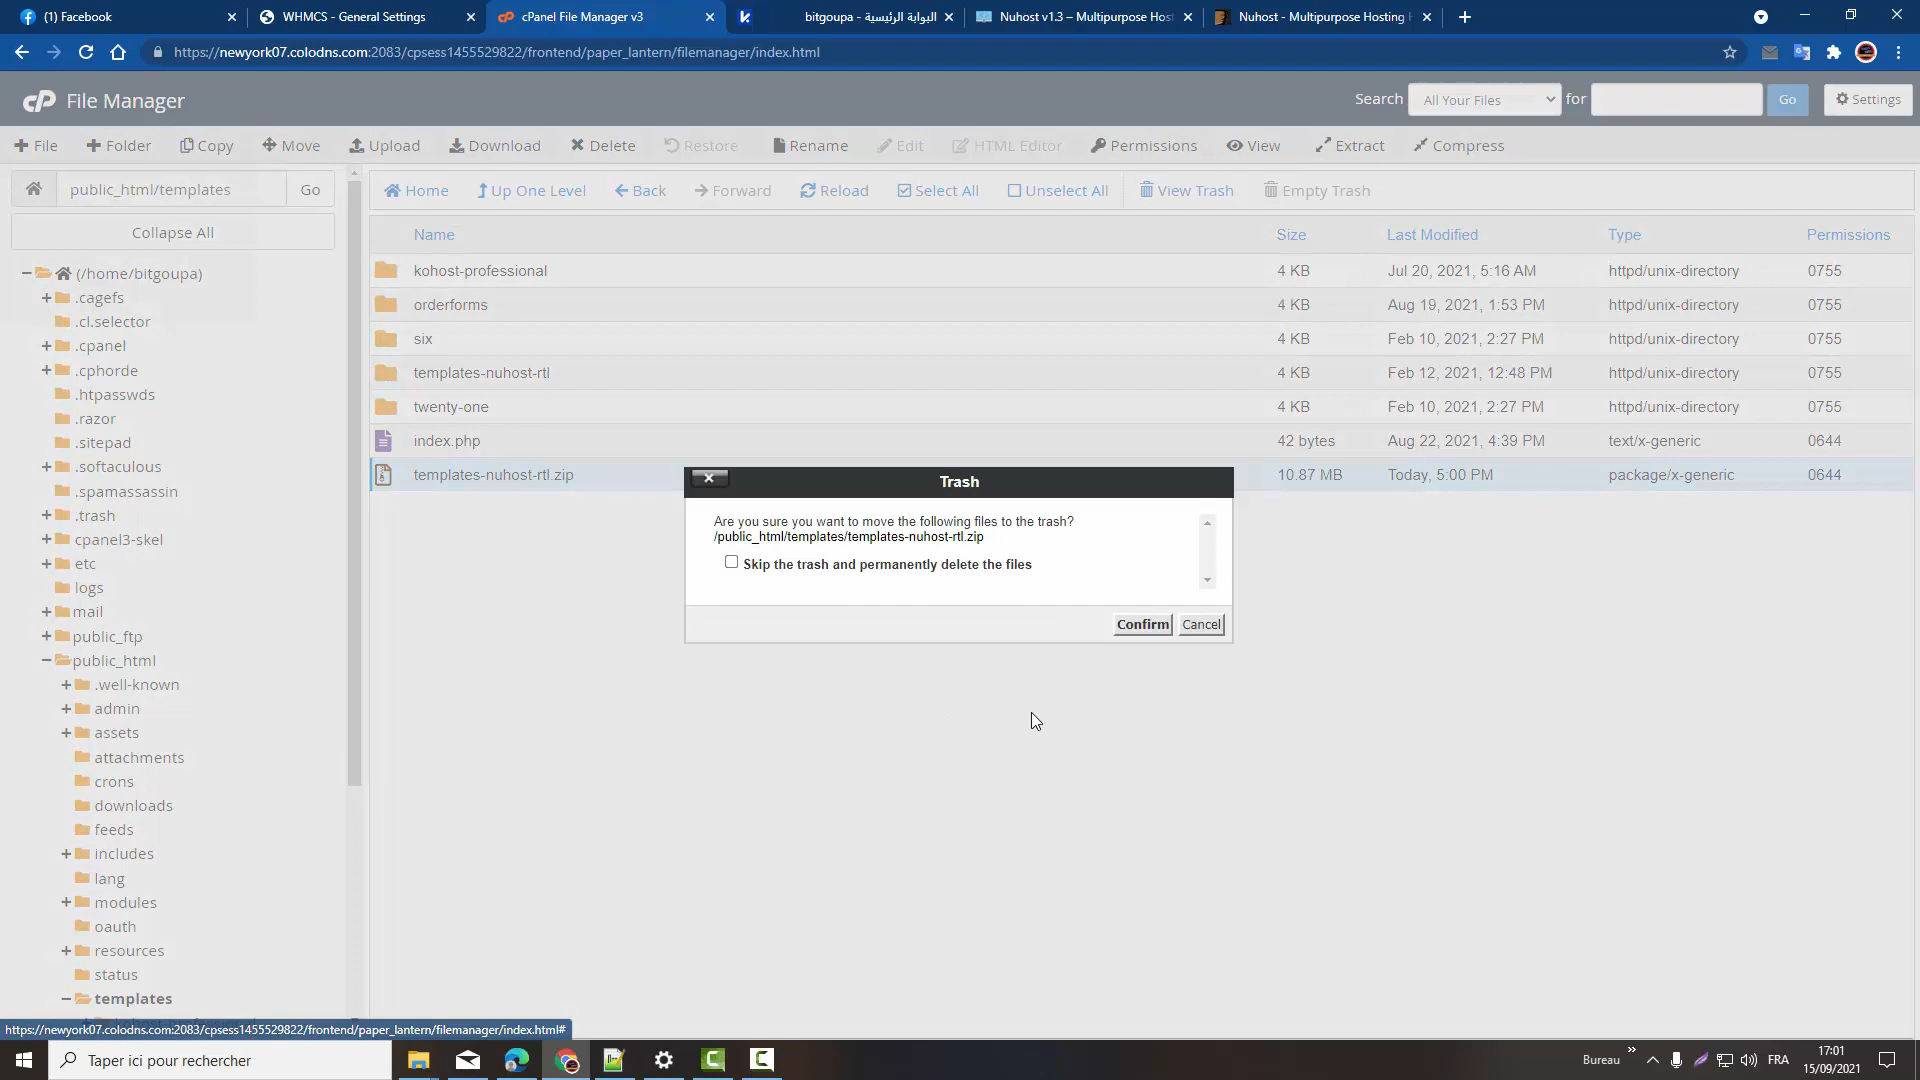 (1) Facebook
WHMCS - General Settings
cPanel File Manager v3
bitgoupa - البوابة الرئيسية
Nuhost v1.3 – Multipurpose Hos
Nuhost - Multipurpose Hosting
https://newyork07.colodns.com:2083/cpsess1455529822/frontend/paper_lantern/filemanager/index.html
cP File Manager
Search All Your Files for Go Settings
File Folder Copy Move Upload Download Delete Restore Rename Edit HTML Editor Permissions View Extract Compress
public_html/templates Go
Home Up One Level Back Forward Reload Select All Unselect All View Trash Empty Trash
Collapse All
Name Size Last Modified Type Permissions
kohost-professional 4 KB Jul 20, 2021, 5:16 AM httpd/unix-directory 0755
orderforms 4 KB Aug 19, 2021, 1:53 PM httpd/unix-directory 0755
six 4 KB Feb 10, 2021, 2:27 PM httpd/unix-directory 0755
templates-nuhost-rtl 4 KB Feb 12, 2021, 12:48 PM httpd/unix-directory 0755
twenty-one 4 KB Feb 10, 2021, 2:27 PM httpd/unix-directory 0755
index.php 42 bytes Aug 22, 2021, 4:39 PM text/x-generic 0644
templates-nuhost-rtl.zip 10.87 MB Today, 5:00 PM package/x-generic 0644
(/home/bitgoupa)
.cagefs
.cl.selector
.cpanel
.cphorde
.htpasswds
.razor
.sitepad
.softaculous
.spamassassin
.trash
cpanel3-skel
etc
logs
mail
public_ftp
public_html
.well-known
admin
assets
attachments
crons
downloads
feeds
includes
lang
modules
oauth
resources
status
templates
Trash
Are you sure you want to move the following files to the trash?
/public_html/templates/templates-nuhost-rtl.zip
Skip the trash and permanently delete the files
Confirm Cancel
https://newyork07.colodns.com:2083/cpsess1455529822/frontend/paper_lantern/filemanager/index.html#
Taper ici pour rechercher
Bureau
FRA
17:01
15/09/2021